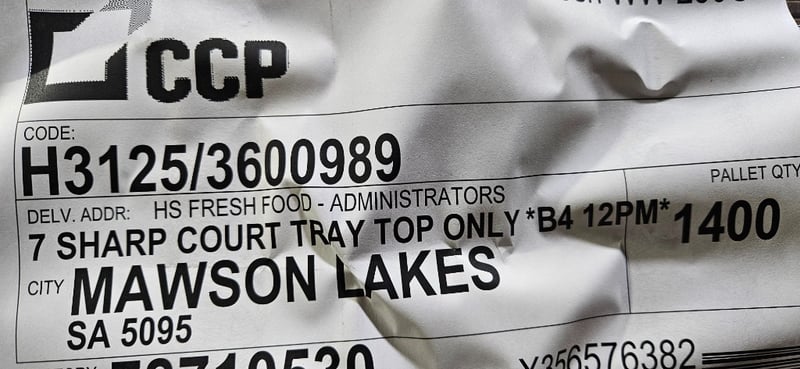 CCP
CODE:
H3125/3600989
DELV. ADDR: HS FRESH FOOD - ADMINISTRATORS
7 SHARP COURT TRAY TOP ONLY *B4 12PM*
PALLET QTY
1400
CITY MAWSON LAKES
SA 5095
Y356576382